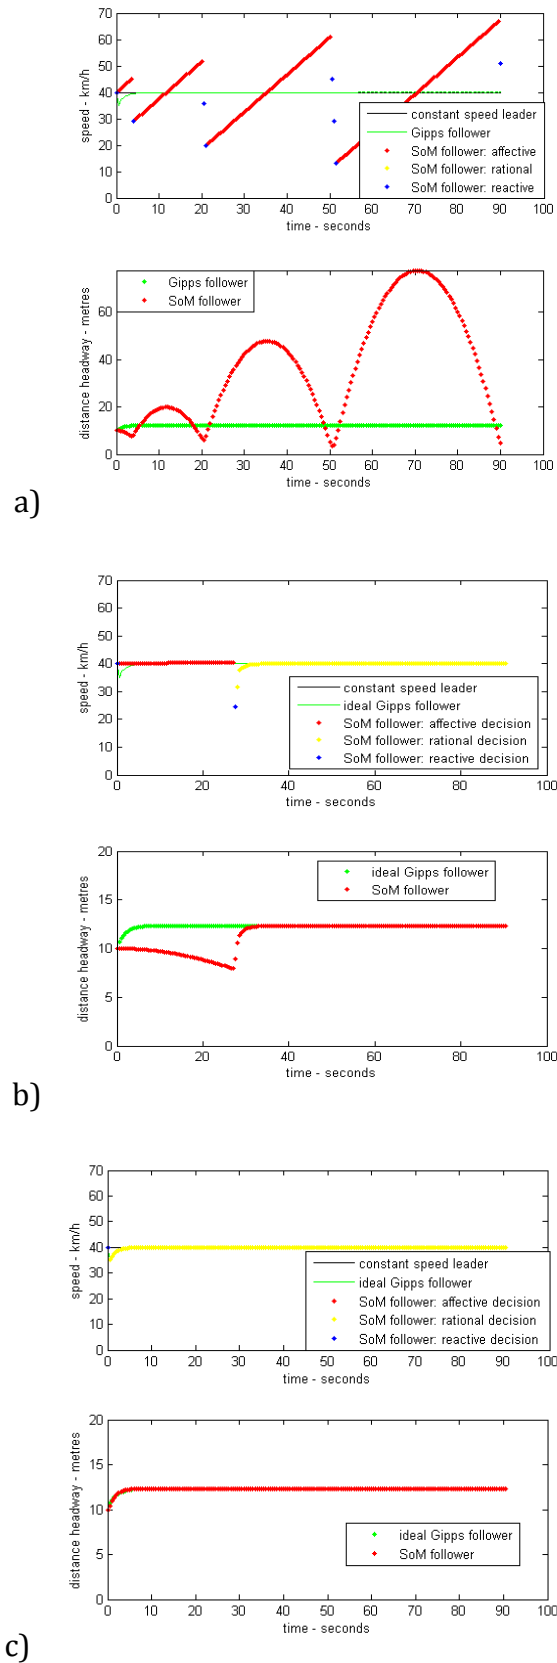 70
60
50
40
30
20
10
0
speed - km/h
constant speed leader
Gipps follower
SoM follower: affective
SoM follower: rational
SoM follower: reactive
0 10 20 30 40 50 60 70 80 90 100
time - seconds
Gipps follower
SoM follower
60
40
20
0
distance headway - metres
0 10 20 30 40 50 60 70 80 90 100
time - seconds
a)
70
60
50
40
30
20
10
0
speed - km/h
constant speed leader
ideal Gipps follower
SoM follower: affective decision
SoM follower: rational decision
SoM follower: reactive decision
0 20 40 60 80 100
time - seconds
20
15
10
5
0
distance headway - metres
ideal Gipps follower
SoM follower
0 20 40 60 80 100
time - seconds
b)
70
60
50
40
30
20
10
0
speed - km/h
constant speed leader
ideal Gipps follower
SoM follower: affective decision
SoM follower: rational decision
SoM follower: reactive decision
0 10 20 30 40 50 60 70 80 90 100
time - seconds
20
15
10
5
0
distance headway - metres
ideal Gipps follower
SoM follower
0 10 20 30 40 50 60 70 80 90 100
time - seconds
c)